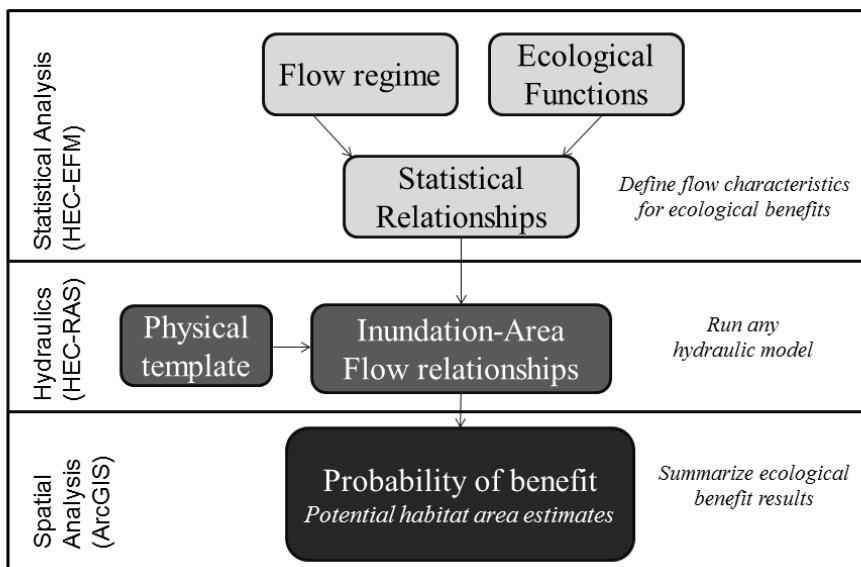 Statistical Analysis
(HEC-EFM)
Flow regime
Ecological
Functions
Statistical
Relationships
Define flow characteristics
for ecological benefits
Hydraulics
(HEC-RAS)
Physical
template
Inundation-Area
Flow relationships
Run any
hydraulic model
Spatial
Analysis
(ArcGIS)
Probability of benefit
Potential habitat area estimates
Summarize ecological
benefit results